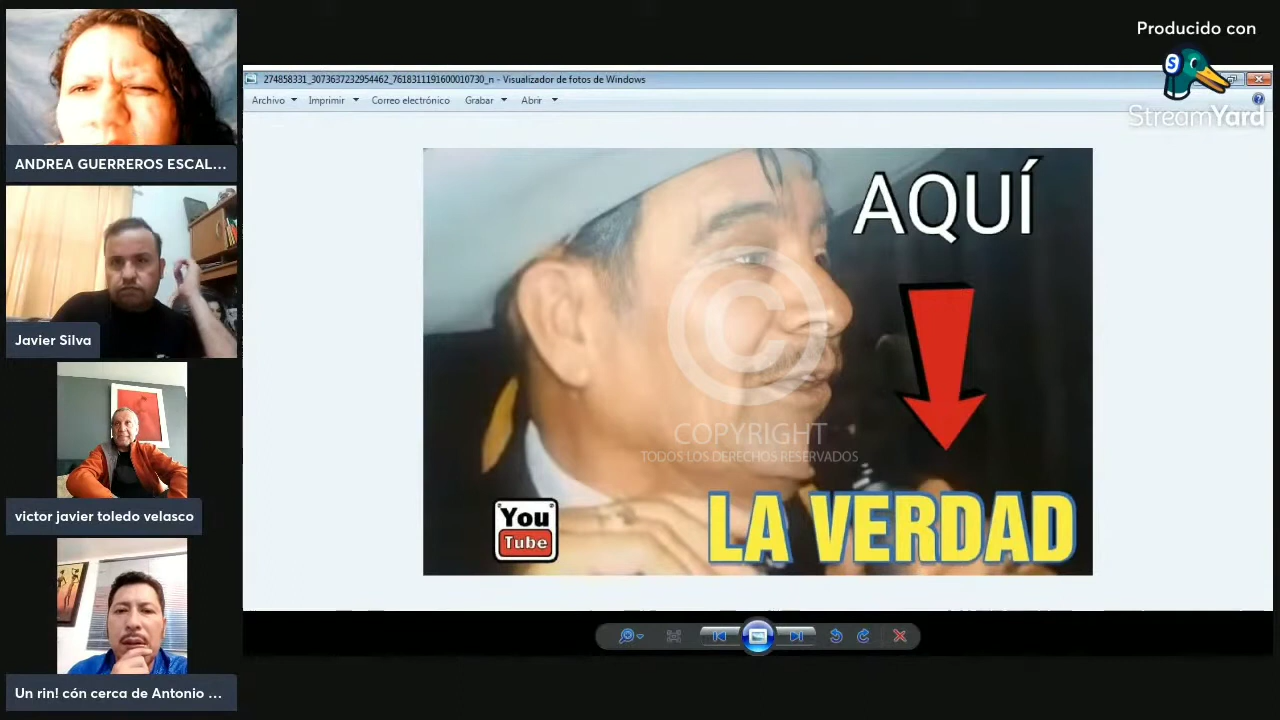 Producido con
StreamYard
ANDREA GUERREROS ESCAL...
Javier Silva
victor javier toledo velasco
Un rin! cón cerca de Antonio ...
274858331_3073637232954462_7618311191600010730_n - Visualizador de fotos de Windows
Archivo Imprimir Correo electrónico Grabar Abrir
AQUÍ
COPYRIGHT
TODOS LOS DERECHOS RESERVADOS
You
Tube
LA VERDAD